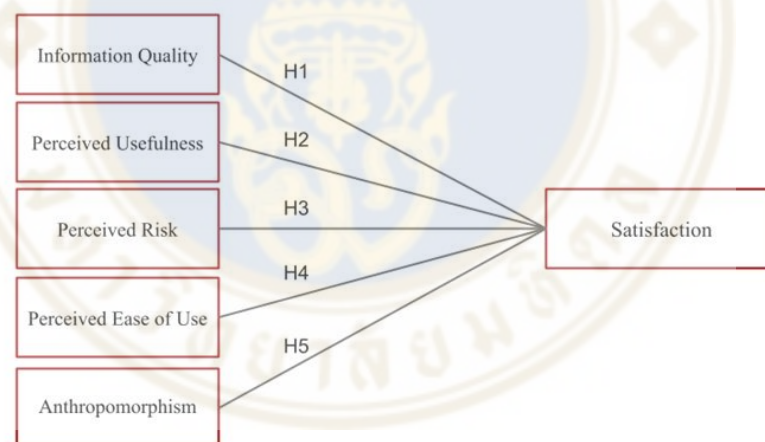 Information Quality
H1
Perceived Usefulness
H2
Perceived Risk
H3
Satisfaction
H4
Perceived Ease of Use
H5
Anthropomorphism